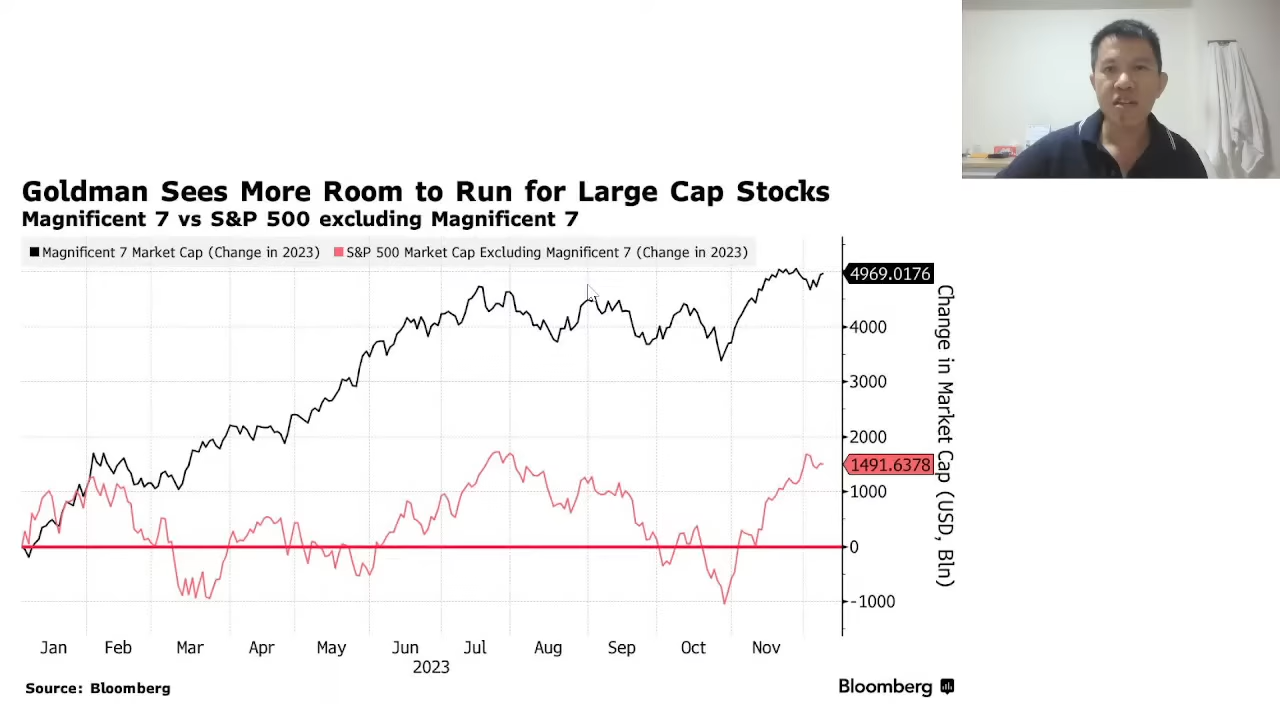 Goldman Sees More Room to Run for Large Cap Stocks
Magnificent 7 vs S&P 500 excluding Magnificent 7
Magnificent 7 Market Cap (Change in 2023) S&P 500 Market Cap Excluding Magnificent 7 (Change in 2023)
4969.0176
4000
3000
2000
1491.6378
1000
0
-1000
Change in Market Cap (USD, Bln)
Jan Feb Mar Apr May Jun Jul Aug Sep Oct Nov
2023
Source: Bloomberg
Bloomberg